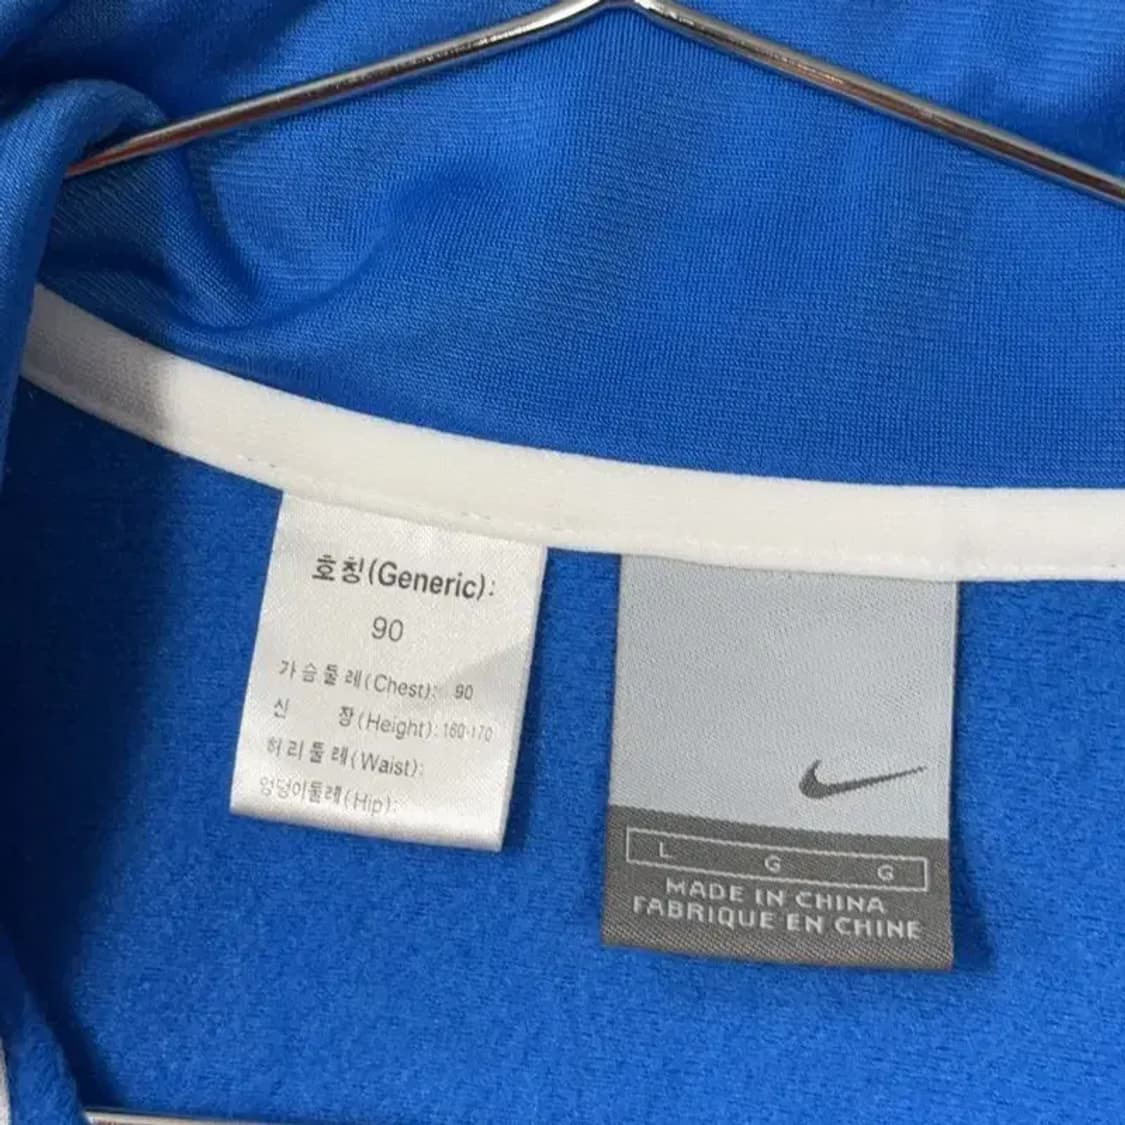 호칭(Generic):
90
가슴둘레(Chest): 90
신 장(Height): 160-170
허리둘레(Waist):
엉덩이둘레(Hip):
L G G
MADE IN CHINA
FABRIQUE EN CHINE